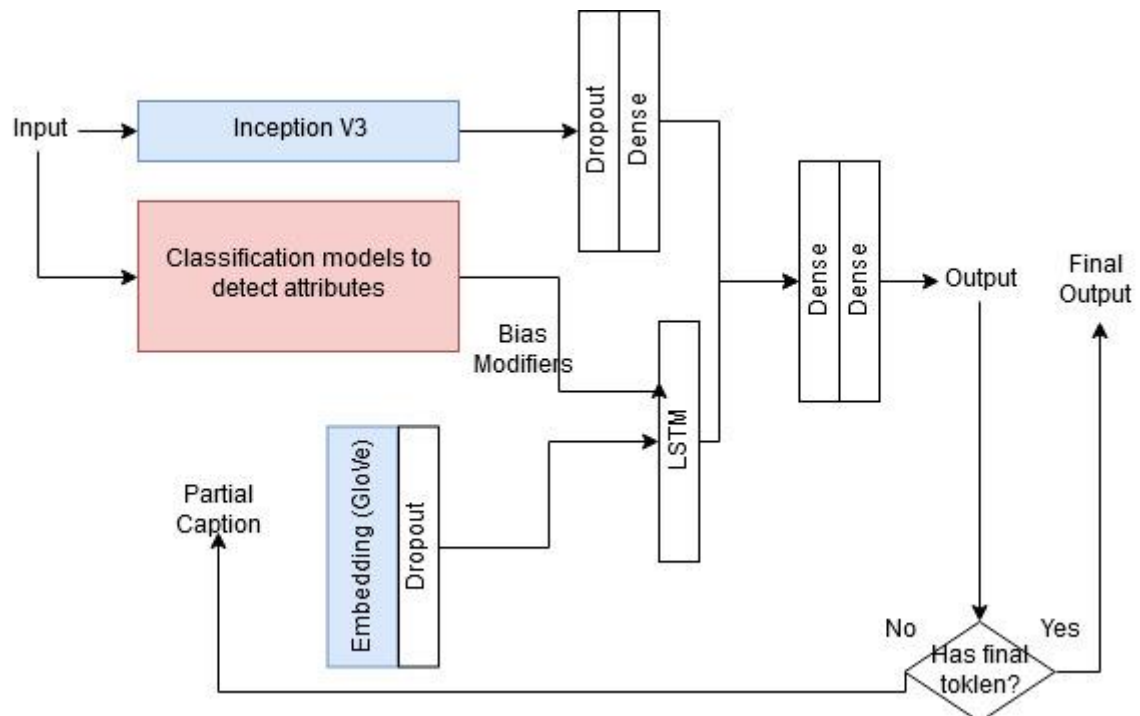 Input
Inception V3
Dropout
Dense
Classification models to
detect attributes
Bias
Modifiers
LSTM
Dense
Dense
Output
Final
Output
Partial
Caption
Embedding (GloVe)
Dropout
No
Yes
Has final
toklen?